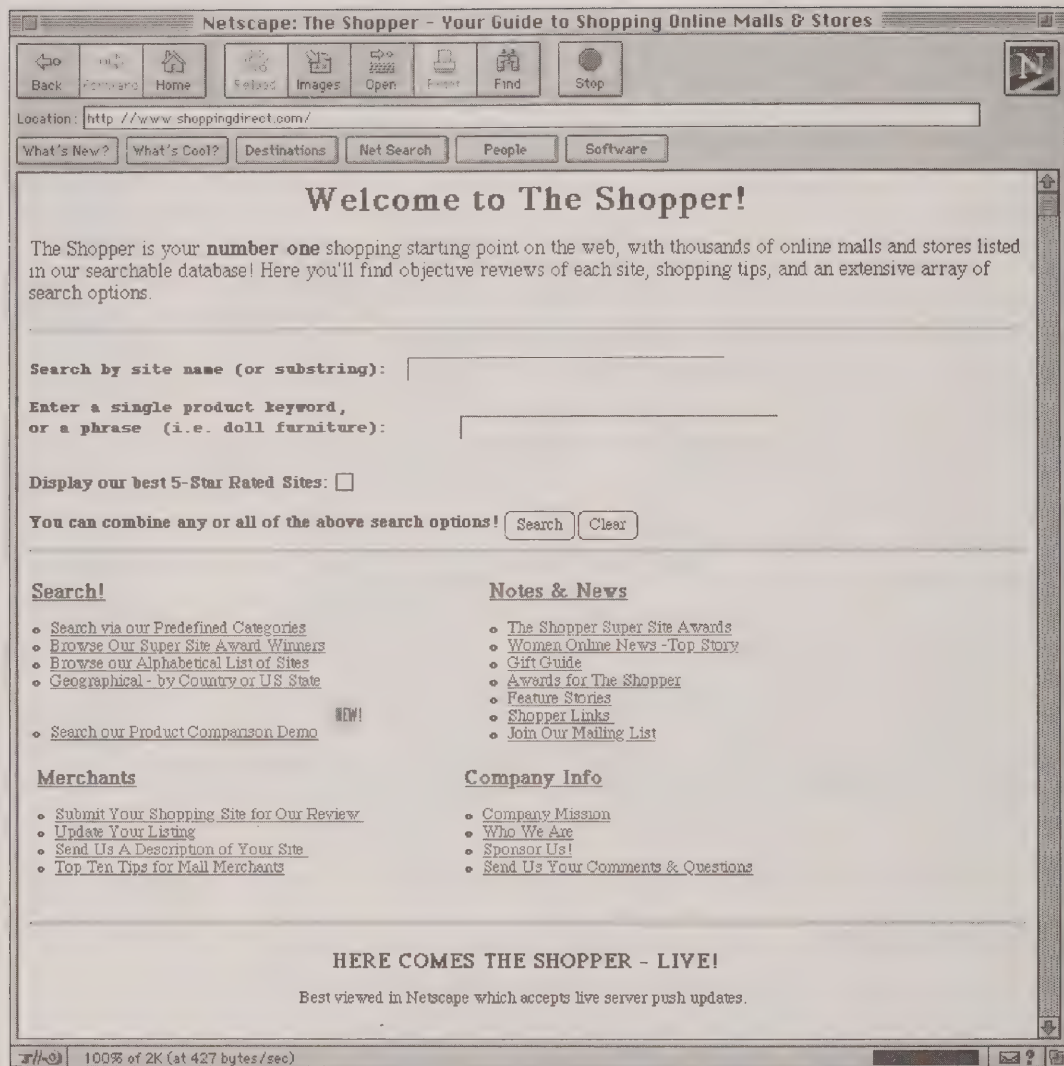 Netscape: The Shopper - Your Guide to Shopping Online Malls & Stores
Back Forward Home Reload Images Open Print Find Stop
N
Location: http://www.shoppingdirect.com/
What's New? What's Cool? Destinations Net Search People Software
Welcome to The Shopper!
The Shopper is your number one shopping starting point on the web, with thousands of online malls and stores listed
in our searchable database! Here you'll find objective reviews of each site, shopping tips, and an extensive array of
search options.
Search by site name (or substring):
Enter a single product keyword,
or a phrase (i.e. doll furniture):
Display our best 5-Star Rated Sites:
You can combine any or all of the above search options! Search Clear
Search!
Search via our Predefined Categories
Browse Our Super Site Award Winners
Browse our Alphabetical List of Sites
Geographical - by Country or US State
NEW!
Search our Product Comparison Demo
Notes & News
The Shopper Super Site Awards
Women Online News -Top Story
Gift Guide
Awards for The Shopper
Feature Stories
Shopper Links
Join Our Mailing List
Merchants
Submit Your Shopping Site for Our Review
Update Your Listing
Send Us A Description of Your Site
Top Ten Tips for Mall Merchants
Company Info
Company Mission
Who We Are
Sponsor Us!
Send Us Your Comments & Questions
HERE COMES THE SHOPPER - LIVE!
Best viewed in Netscape which accepts live server push updates.
100% of 2K (at 427 bytes/sec)
?